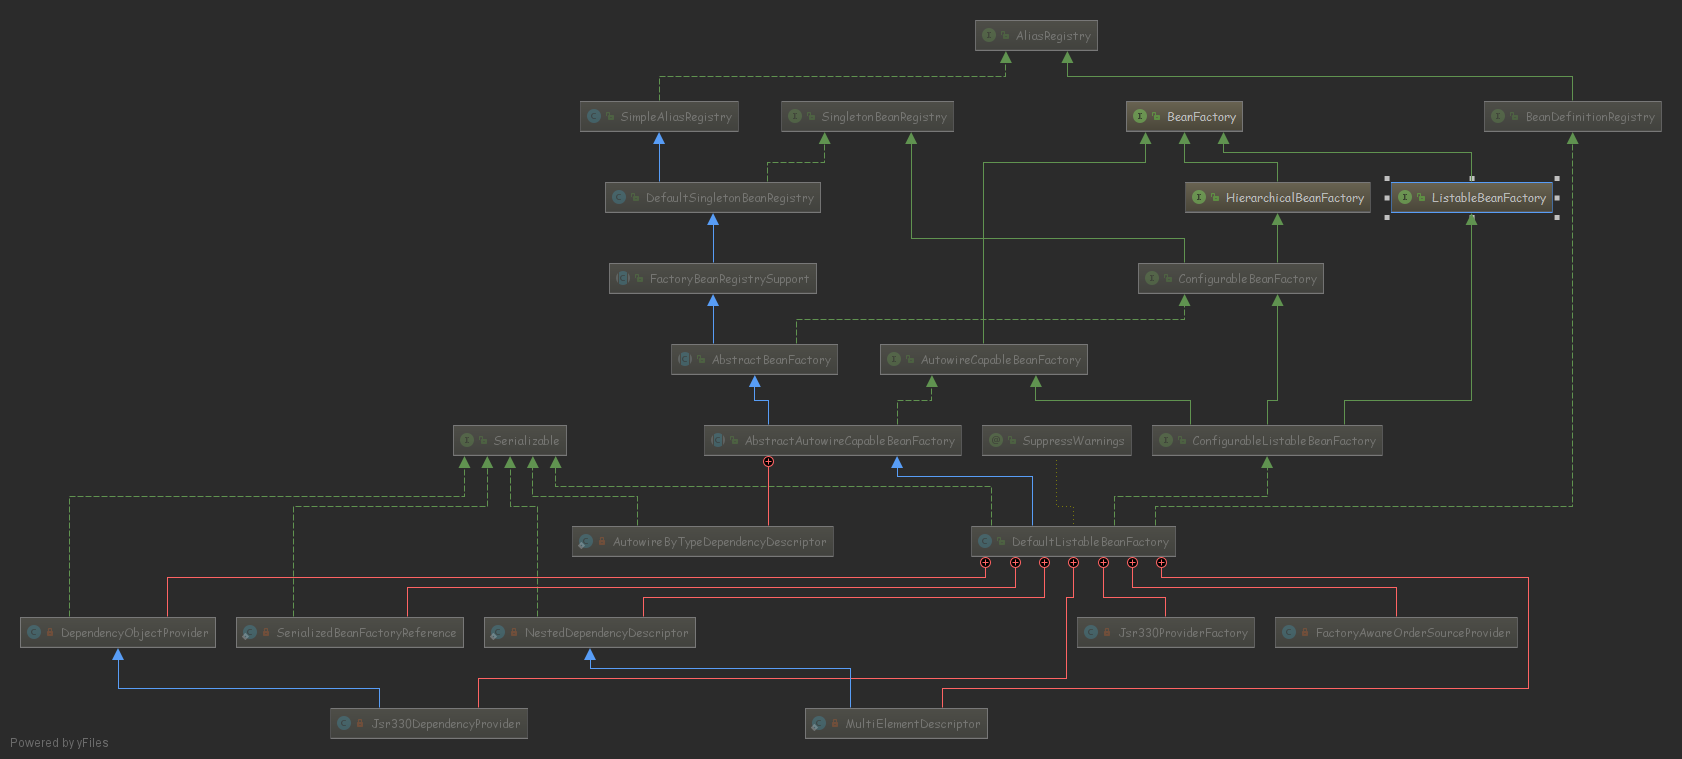 AliasRegistry
SimpleAliasRegistry
SingletonBeanRegistry
BeanFactory
BeanDefinitionRegistry
DefaultSingletonBeanRegistry
HierarchicalBeanFactory
ListableBeanFactory
FactoryBeanRegistrySupport
ConfigurableBeanFactory
AbstractBeanFactory
AutowireCapableBeanFactory
Serializable
AbstractAutowireCapableBeanFactory
SuppressWarnings
ConfigurableListableBeanFactory
AutowireByTypeDependencyDescriptor
DefaultListableBeanFactory
DependencyObjectProvider
SerializedBeanFactoryReference
NestedDependencyDescriptor
Jsr330ProviderFactory
FactoryAwareOrderSourceProvider
Jsr330DependencyProvider
MultiElementDescriptor
Powered by yFiles